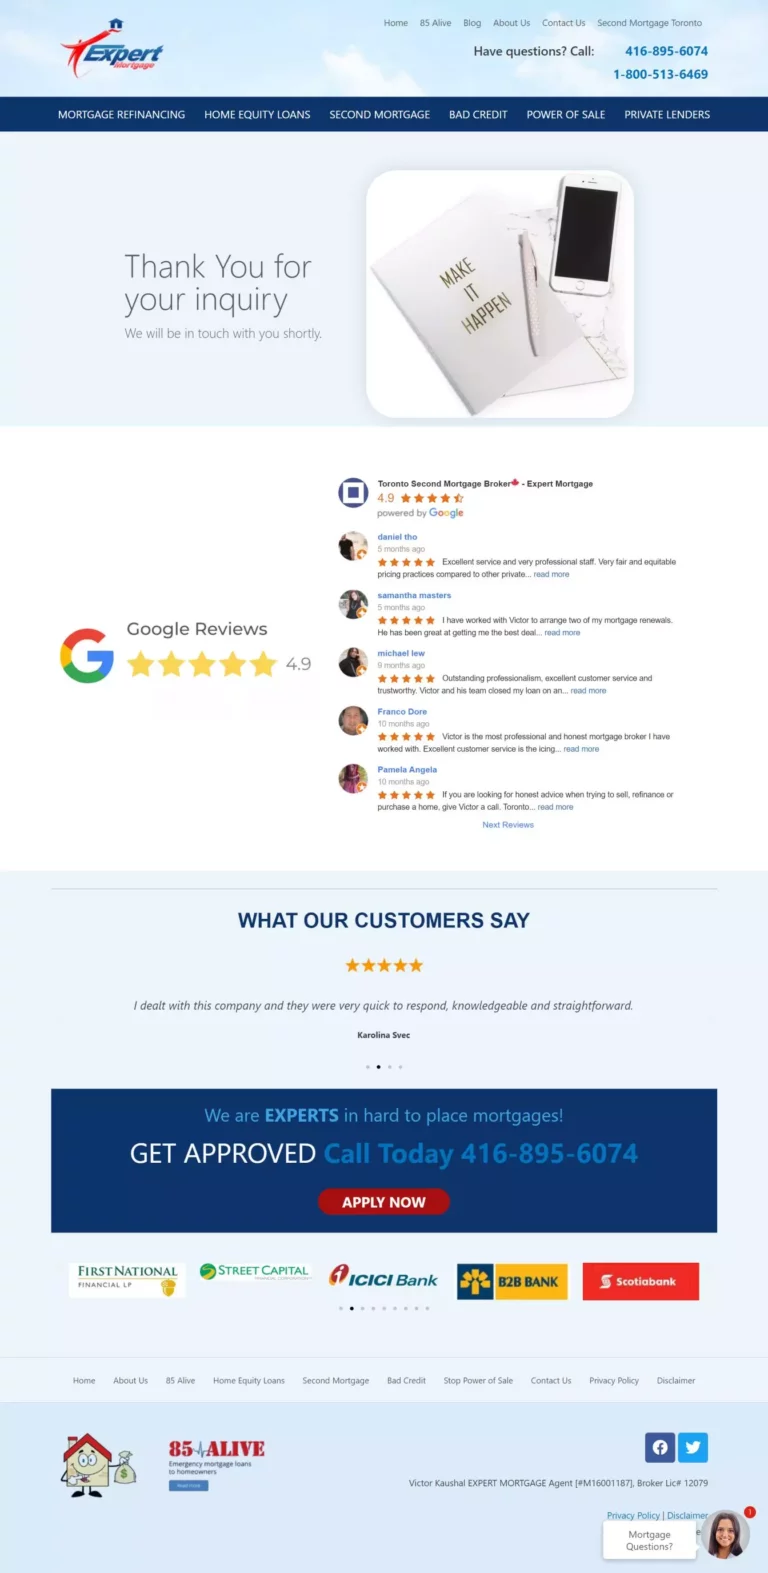 Home 85 Alive Blog About Us Contact Us Second Mortgage Toronto
Expert
Mortgage
Have questions? Call: 416-895-6074
1-800-513-6469
MORTGAGE REFINANCING HOME EQUITY LOANS SECOND MORTGAGE BAD CREDIT POWER OF SALE PRIVATE LENDERS
Thank You for
your inquiry
We will be in touch with you shortly.
MAKE
IT
HAPPEN
Google Reviews
4.9
Toronto Second Mortgage Broker - Expert Mortgage
4.9
powered by Google
daniel tho
5 months ago
Excellent service and very professional staff. Very fair and equitable
pricing practices compared to other private... read more
samantha masters
5 months ago
I have worked with Victor to arrange two of my mortgage renewals.
He has been great at getting me the best deal... read more
michael lew
9 months ago
Outstanding professionalism, excellent customer service and
trustworthy. Victor and his team closed my loan on an... read more
Franco Dore
10 months ago
Victor is the most professional and honest mortgage broker I have
worked with. Excellent customer service is the icing... read more
Pamela Angela
10 months ago
If you are looking for honest advice when trying to sell, refinance or
purchase a home, give Victor a call. Toronto... read more
Next Reviews
WHAT OUR CUSTOMERS SAY
I dealt with this company and they were very quick to respond, knowledgeable and straightforward.
Karolina Svec
We are EXPERTS in hard to place mortgages!
GET APPROVED Call Today 416-895-6074
APPLY NOW
FIRST NATIONAL
FINANCIAL LP
STREET CAPITAL
FINANCIAL CORPORATION
ICICI Bank
B2B BANK
Scotiabank
Home About Us 85 Alive Home Equity Loans Second Mortgage Bad Credit Stop Power of Sale Contact Us Privacy Policy Disclaimer
85 ALIVE
Emergency mortgage loans
to homeowners
Read more
Victor Kaushal EXPERT MORTGAGE Agent [#M16001187], Broker Lic# 12079
Privacy Policy | Disclaimer
1
Mortgage
Questions?